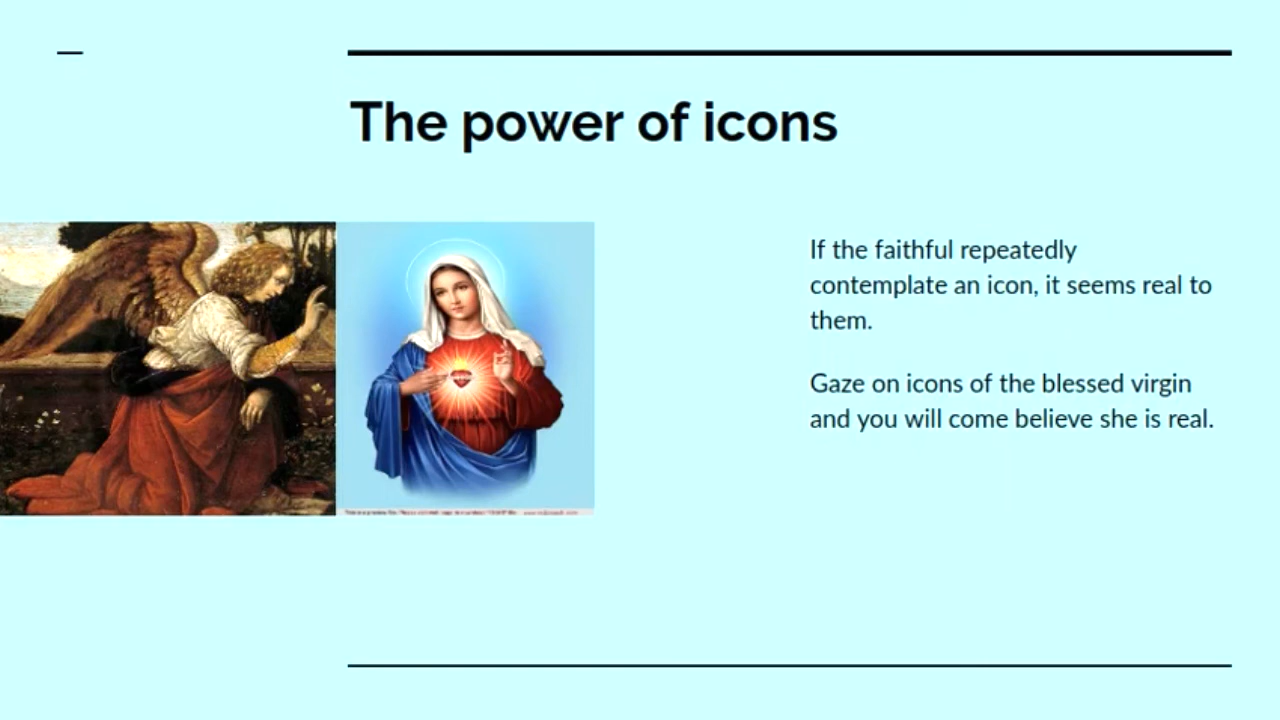 The power of icons
If the faithful repeatedly
contemplate an icon, it seems real to
them.
Gaze on icons of the blessed virgin
and you will come believe she is real.